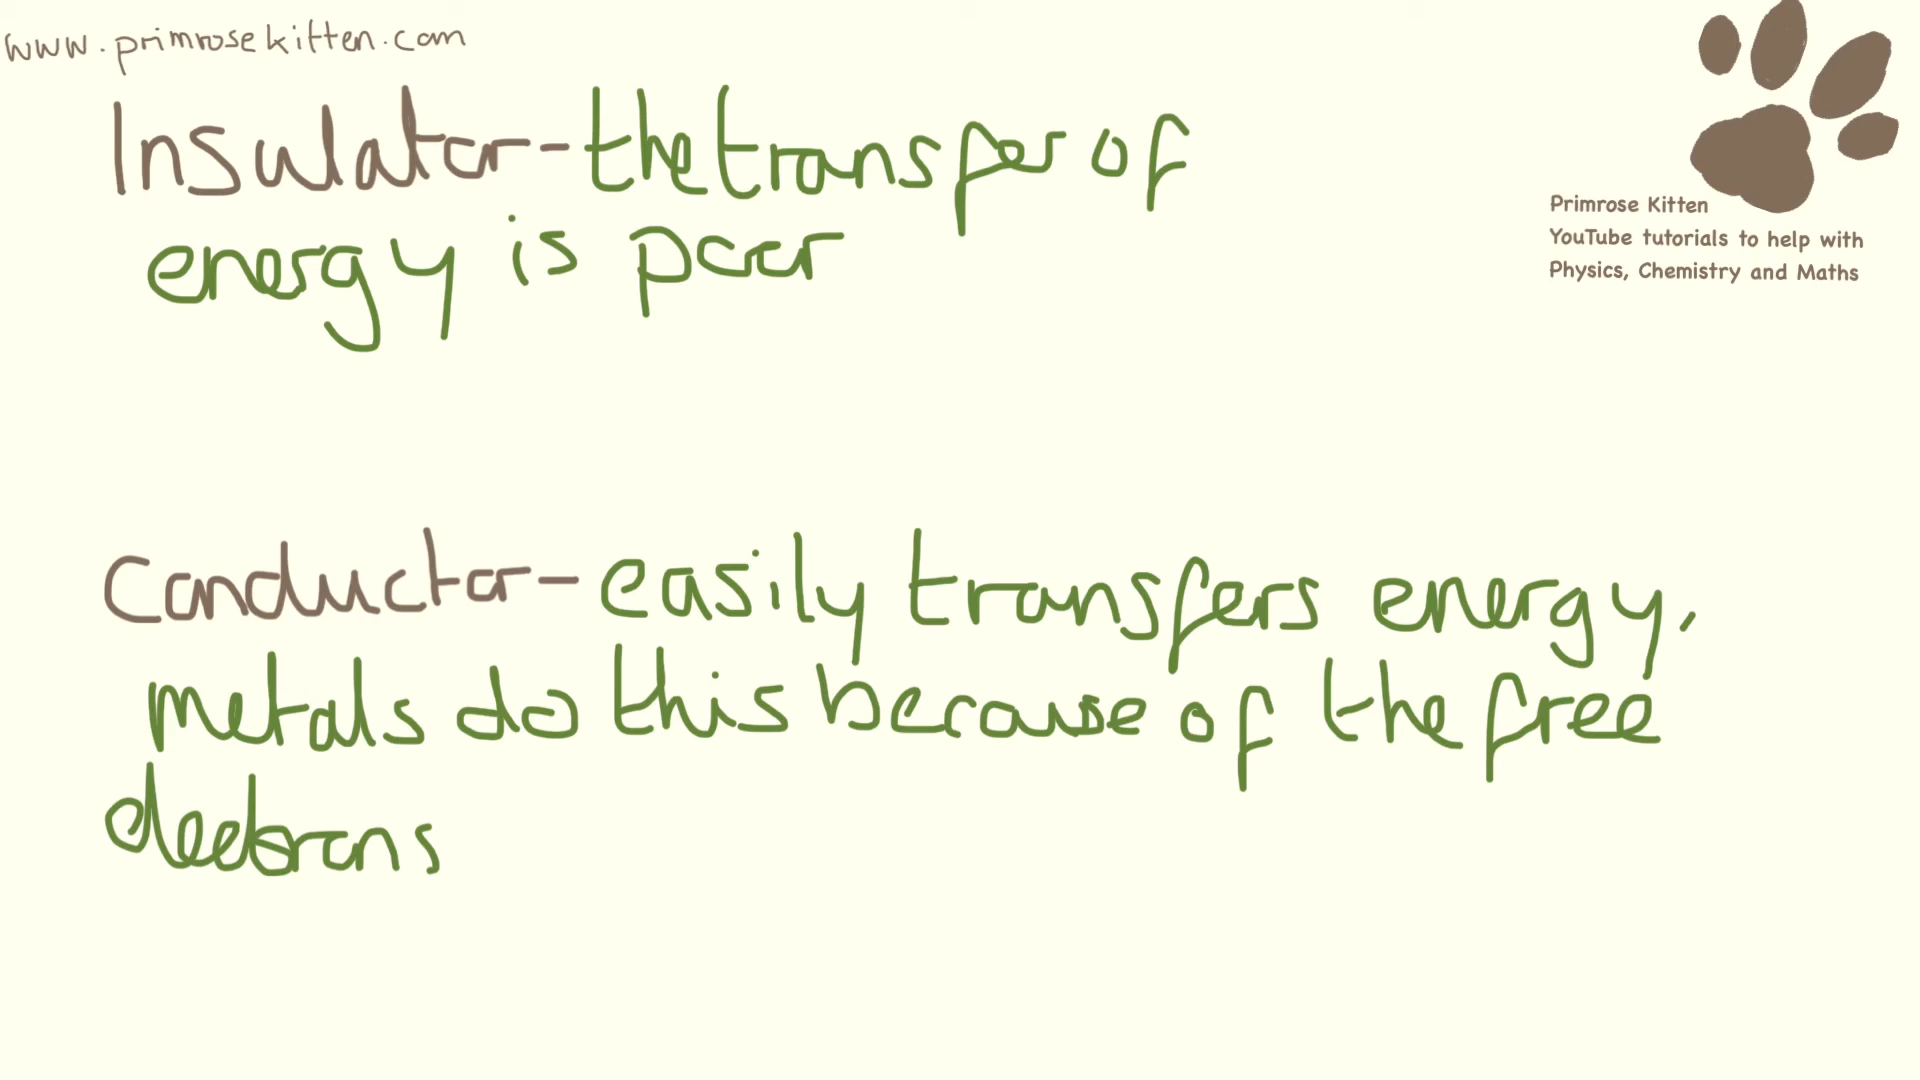 www.primrosekitten.com
Insulator - the transfer of
energy is poor
Primrose Kitten
YouTube tutorials to help with
Physics, Chemistry and Maths
Conductor - easily transfers energy,
metals do this because of the free
electrons